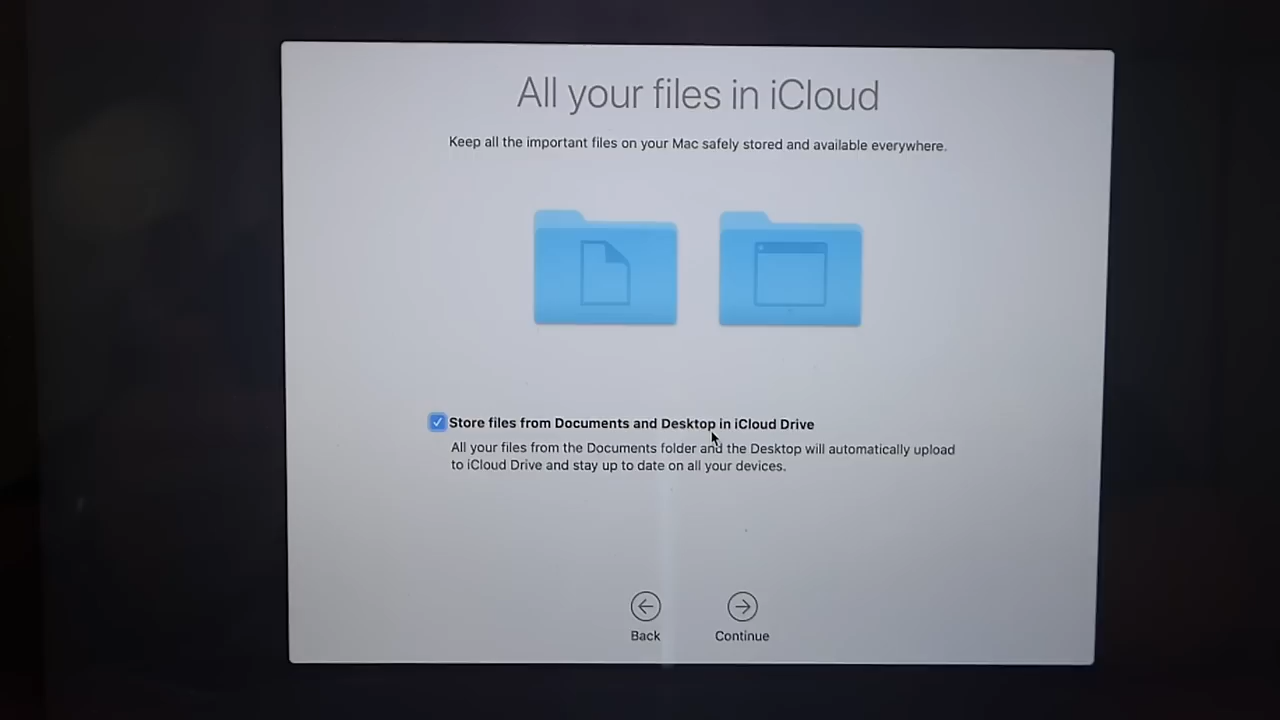 All your files in iCloud
Keep all the important files on your Mac safely stored and available everywhere.
Store files from Documents and Desktop in iCloud Drive
All your files from the Documents folder and the Desktop will automatically upload
to iCloud Drive and stay up to date on all your devices.
Back
Continue